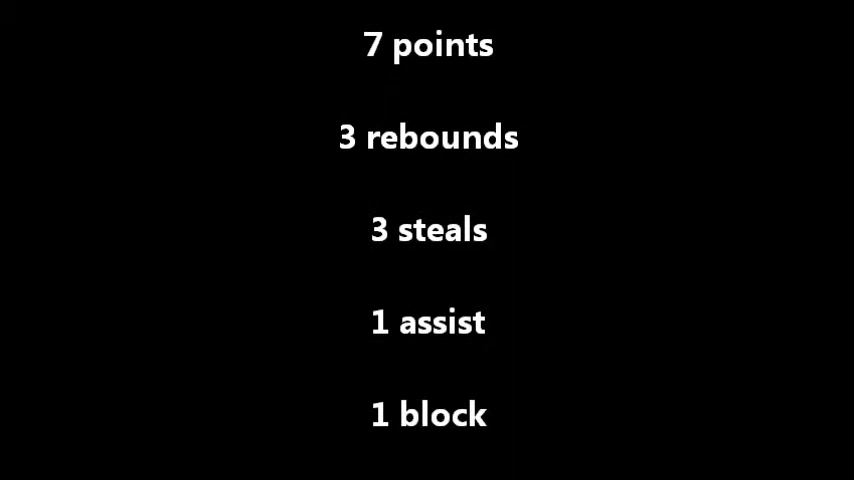 7 points
3 rebounds
3 steals
1 assist
1 block